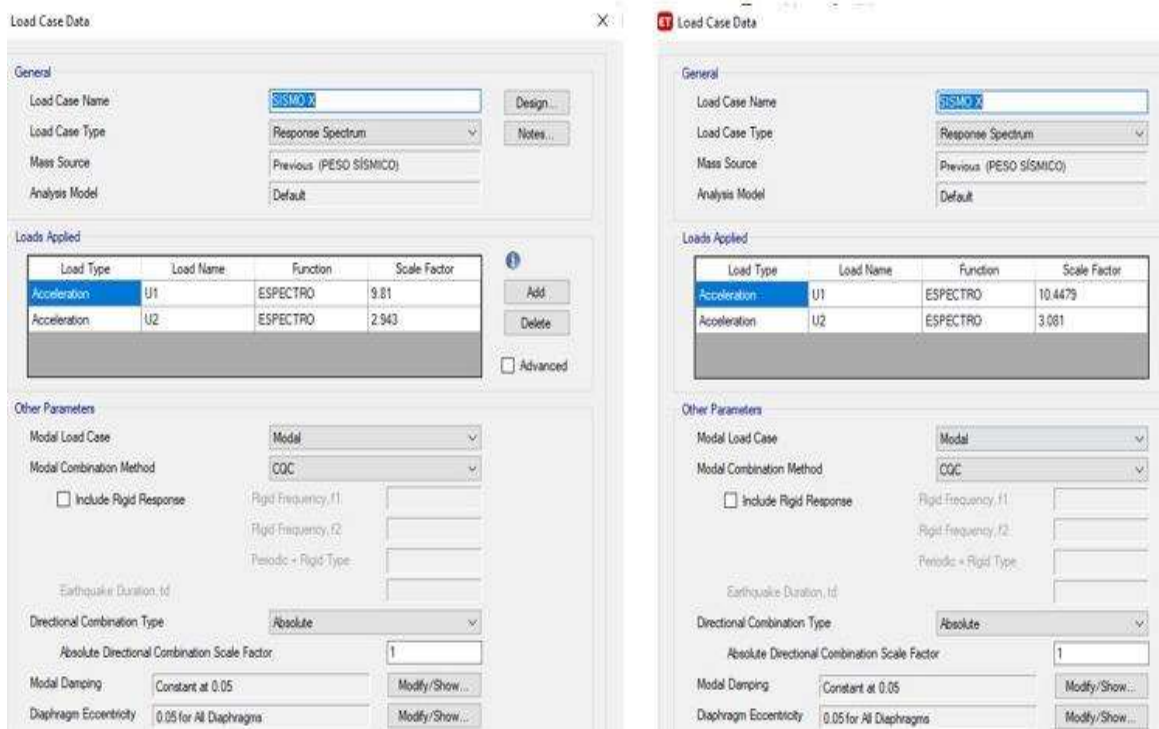 Load Case Data X
General
Load Case Name SISMO X Design...
Load Case Type Response Spectrum Notes...
Mass Source Previous (PESO SÍSMICO)
Analysis Model Default
Loads Applied
Load Type Load Name Function Scale Factor
Acceleration U1 ESPECTRO 9.81 Add
Acceleration U2 ESPECTRO 2.943 Delete
Advanced
Other Parameters
Modal Load Case Modal
Modal Combination Method CQC
Include Rigid Response Rigid Frequency, f1
Rigid Frequency, f2
Periodic + Rigid Type
Earthquake Duration, td
Directional Combination Type Absolute
Absolute Directional Combination Scale Factor 1
Modal Damping Constant at 0.05 Modify/Show...
Diaphragm Eccentricity 0.05 for All Diaphragms Modify/Show...
ET Load Case Data
General
Load Case Name SISMO X
Load Case Type Response Spectrum
Mass Source Previous (PESO SÍSMICO)
Analysis Model Default
Loads Applied
Load Type Load Name Function Scale Factor
Acceleration U1 ESPECTRO 10.4479
Acceleration U2 ESPECTRO 3.081
Other Parameters
Modal Load Case Modal
Modal Combination Method CQC
Include Rigid Response Rigid Frequency, f1
Rigid Frequency, f2
Periodic + Rigid Type
Earthquake Duration, td
Directional Combination Type Absolute
Absolute Directional Combination Scale Factor 1
Modal Damping Constant at 0.05 Modify/Show...
Diaphragm Eccentricity 0.05 for All Diaphragms Modify/Show...